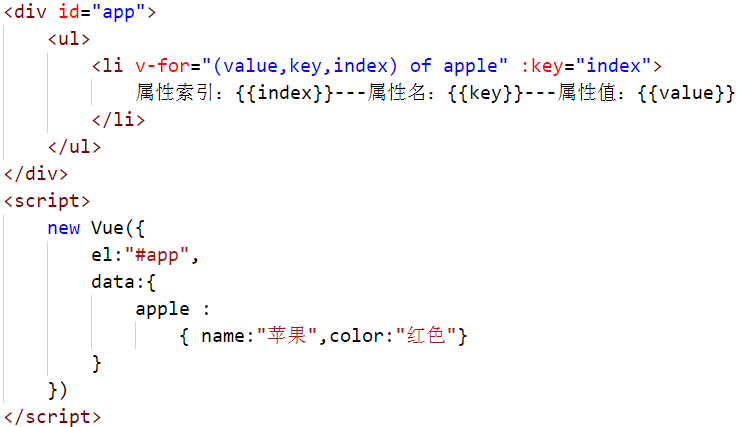 <div id="app">
    <ul>
        <li v-for="(value,key,index) of apple" :key="index">
            属性索引：{{index}}---属性名：{{key}}---属性值：{{value}}
        </li>
    </ul>
</div>
<script>
    new Vue({
        el:"#app",
        data:{
            apple :
                { name:"苹果",color:"红色"}
        }
    })
</script>